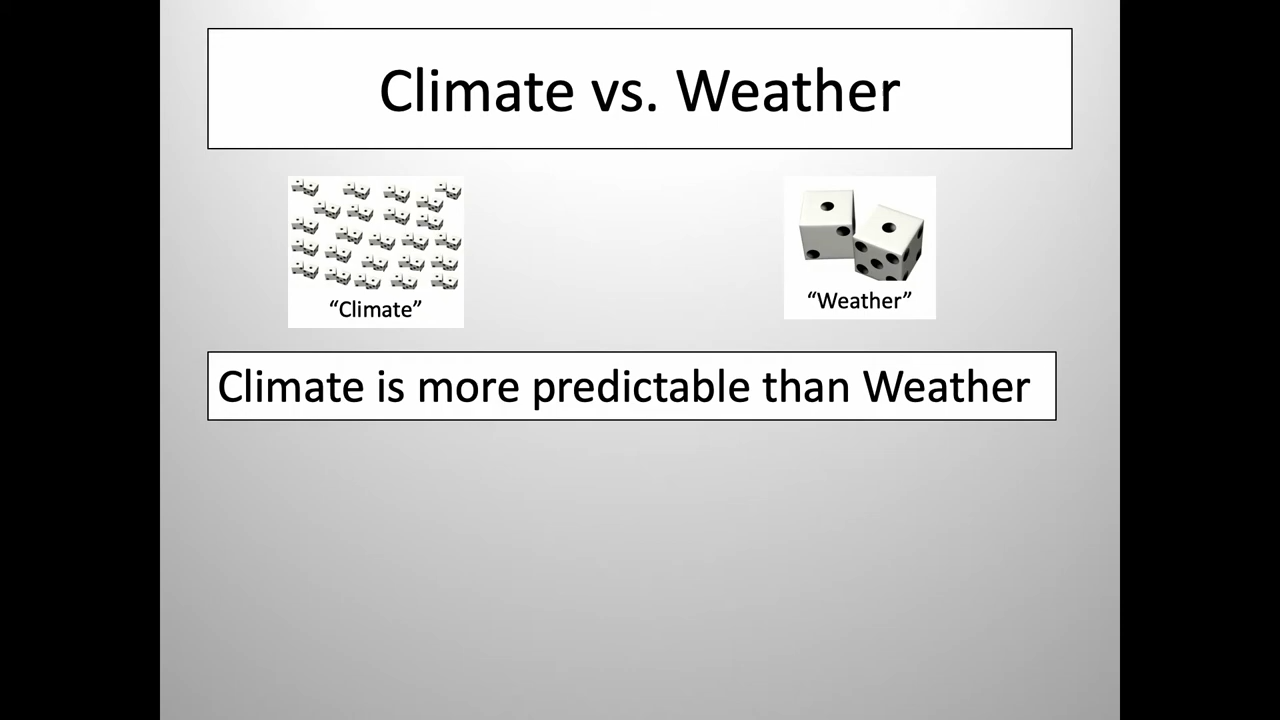 Climate vs. Weather
“Climate”
“Weather”
Climate is more predictable than Weather